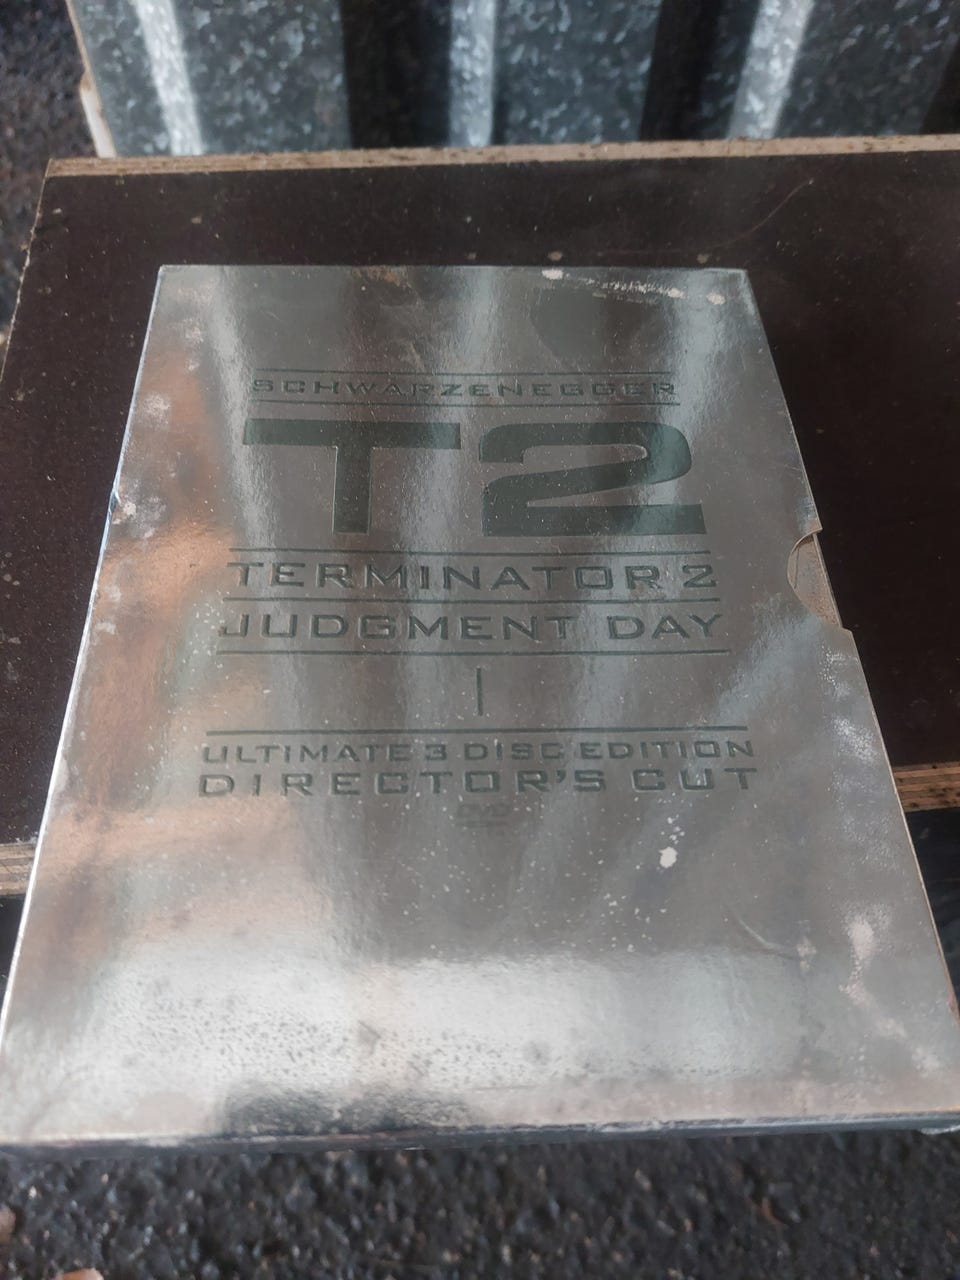 SCHWARZENEGGER
T2
TERMINATOR 2
JUDGMENT DAY
ULTIMATE 3 DISC EDITION
DIRECTOR'S CUT